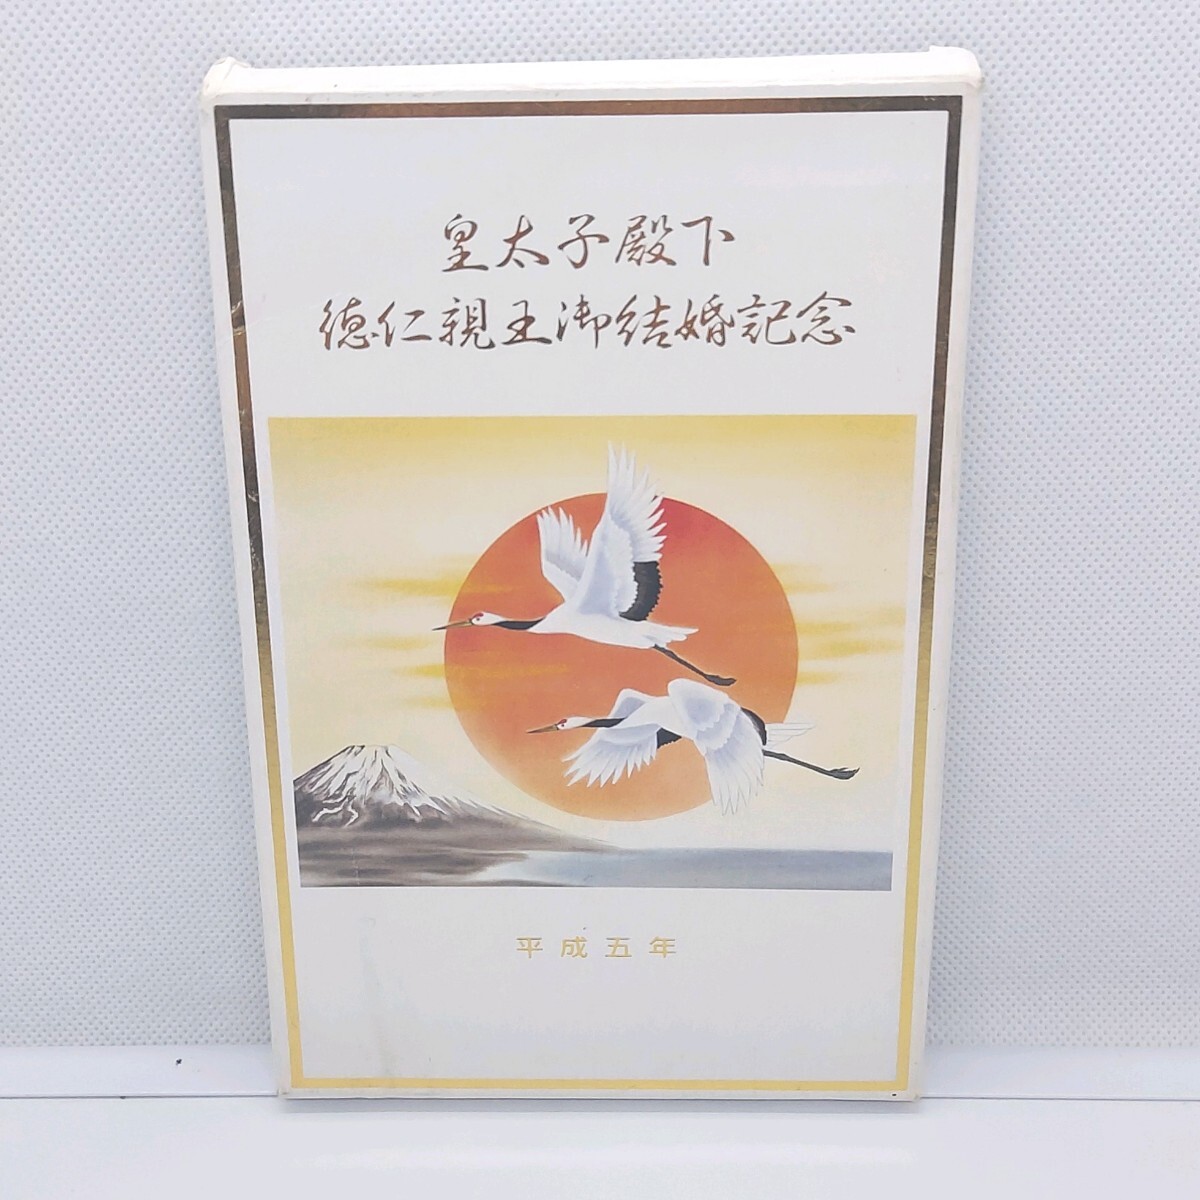 皇太子殿下
徳仁親王御結婚記念
平成五年